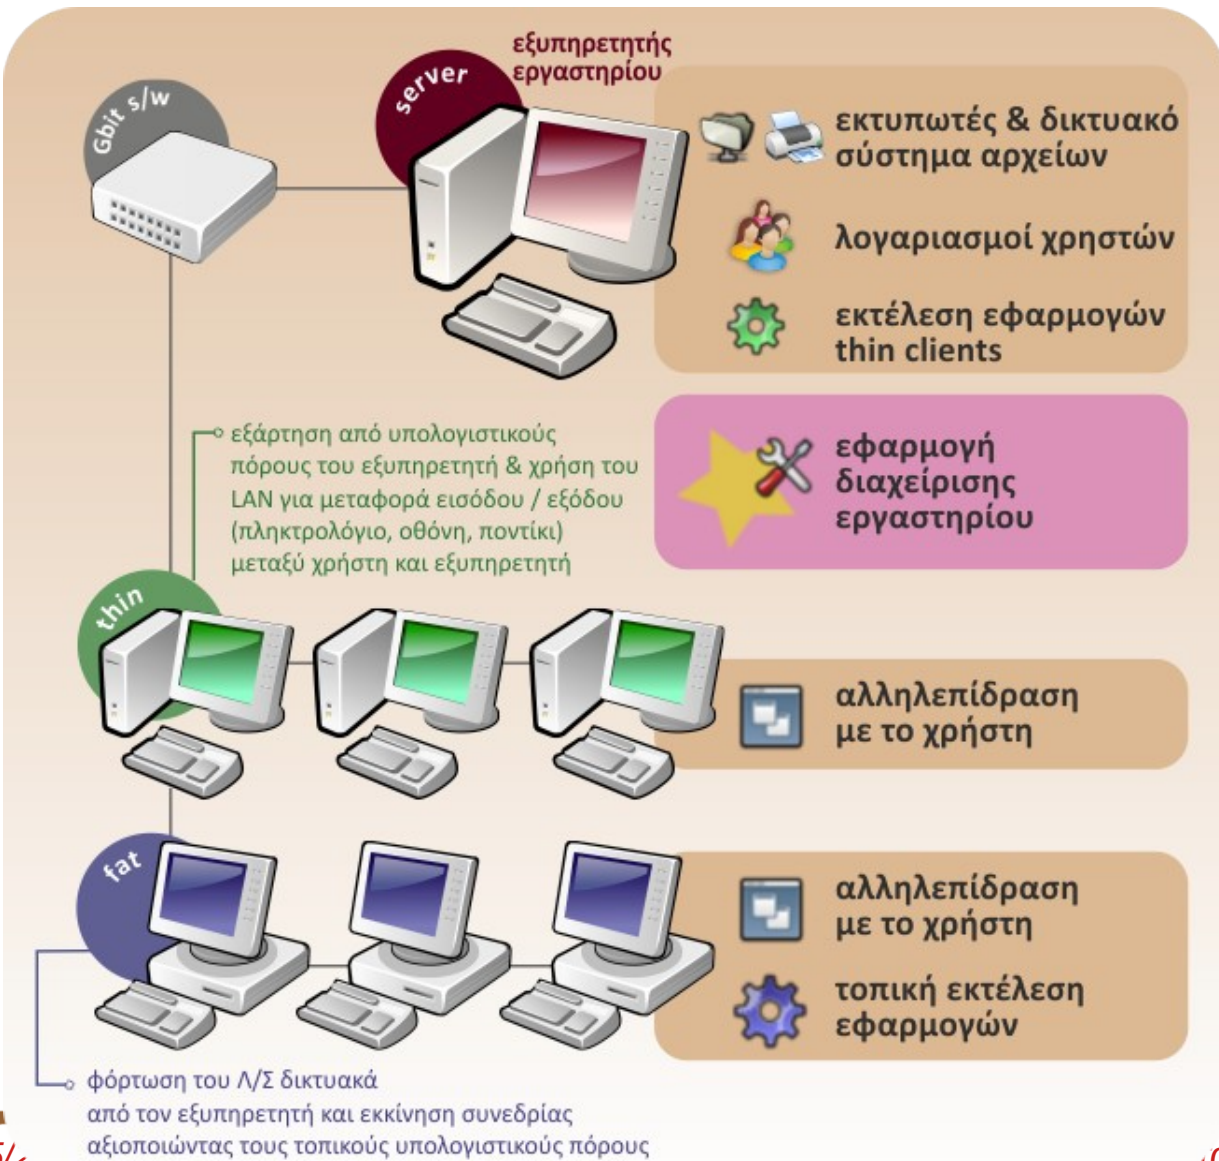 εξυπηρετητής
εργαστηρίου
Gbit s/w
server
εκτυπωτές & δικτυακό
σύστημα αρχείων
λογαριασμοί χρηστών
εκτέλεση εφαρμογών
thin clients
εξάρτηση από υπολογιστικούς
πόρους του εξυπηρετητή & χρήση του
LAN για μεταφορά εισόδου / εξόδου
(πληκτρολόγιο, οθόνη, ποντίκι)
μεταξύ χρήστη και εξυπηρετητή
εφαρμογή
διαχείρισης
εργαστηρίου
thin
αλληλεπίδραση
με το χρήστη
fat
αλληλεπίδραση
με το χρήστη
τοπική εκτέλεση
εφαρμογών
φόρτωση του Λ/Σ δικτυακά
από τον εξυπηρετητή και εκκίνηση συνεδρίας
αξιοποιώντας τους τοπικούς υπολογιστικούς πόρους